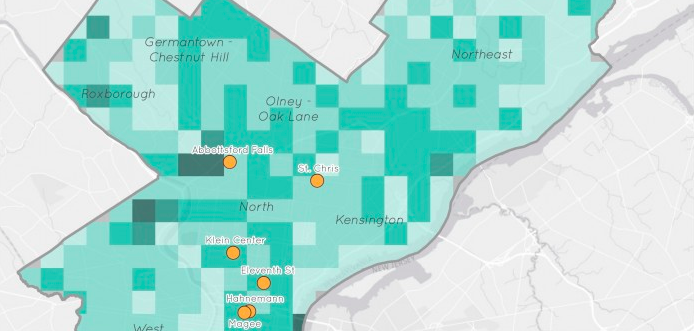 Germantown -
Chestnut Hill
Northeast
Roxborough
Olney -
Oak Lane
Abbottsford Falls
St. Chris
North
Kensington
Klein Center
Eleventh St
Hahnemann
Magee
West